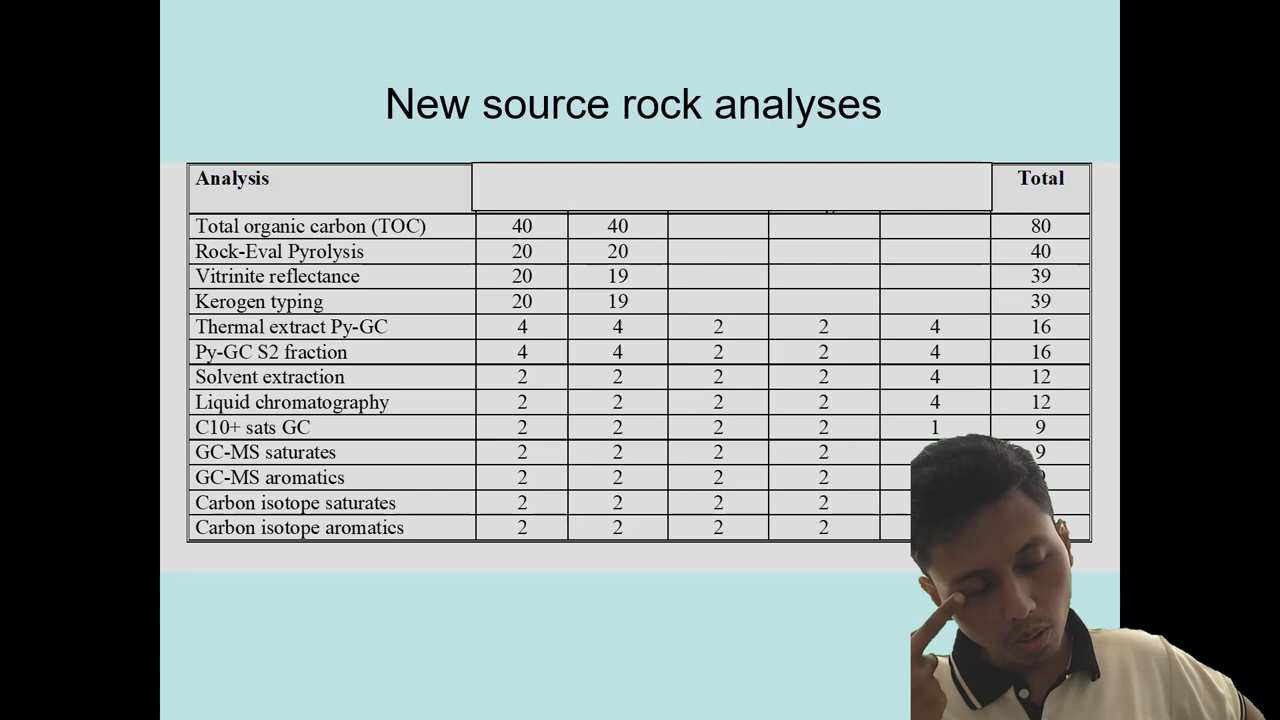 New source rock analyses
Analysis Total
Total organic carbon (TOC) 40 40 80
Rock-Eval Pyrolysis 20 20 40
Vitrinite reflectance 20 19 39
Kerogen typing 20 19 39
Thermal extract Py-GC 4 4 2 2 4 16
Py-GC S2 fraction 4 4 2 2 4 16
Solvent extraction 2 2 2 2 4 12
Liquid chromatography 2 2 2 2 4 12
C10+ sats GC 2 2 2 2 1 9
GC-MS saturates 2 2 2 2 9
GC-MS aromatics 2 2 2 2
Carbon isotope saturates 2 2 2 2
Carbon isotope aromatics 2 2 2 2